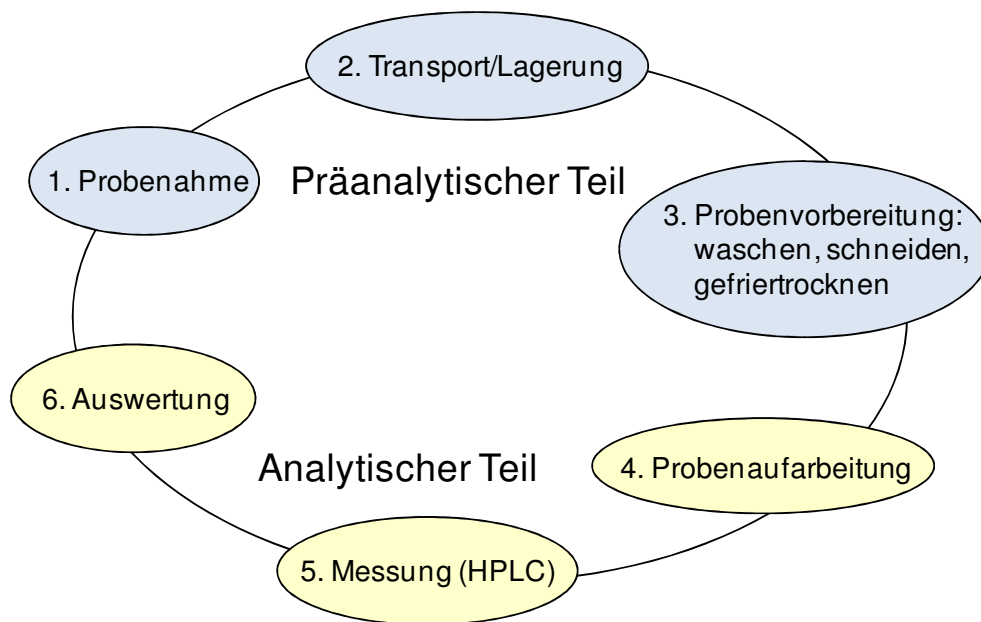 2. Transport/Lagerung
1. Probenahme
Präanalytischer Teil
3. Probenvorbereitung:
waschen, schneiden,
gefriertrocknen
6. Auswertung
Analytischer Teil
4. Probenaufarbeitung
5. Messung (HPLC)